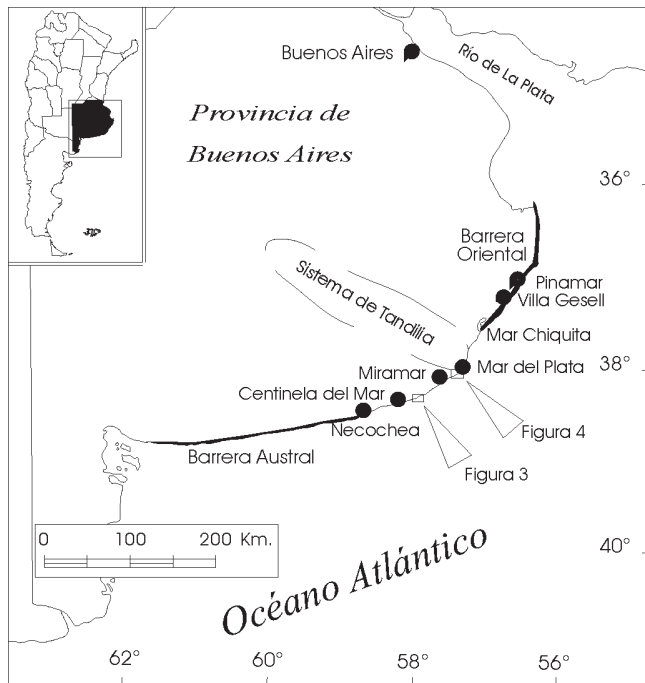 Buenos Aires
Río de La Plata
Provincia de
Buenos Aires
36°
Barrera
Oriental
Sistema de Tandilia
Pinamar
Villa Gesell
Mar Chiquita
38°
Mar del Plata
Miramar
Centinela del Mar
Necochea
Figura 4
Barrera Austral
Figura 3
0 100 200 Km.
40°
Océano Atlántico
62° 60° 58° 56°